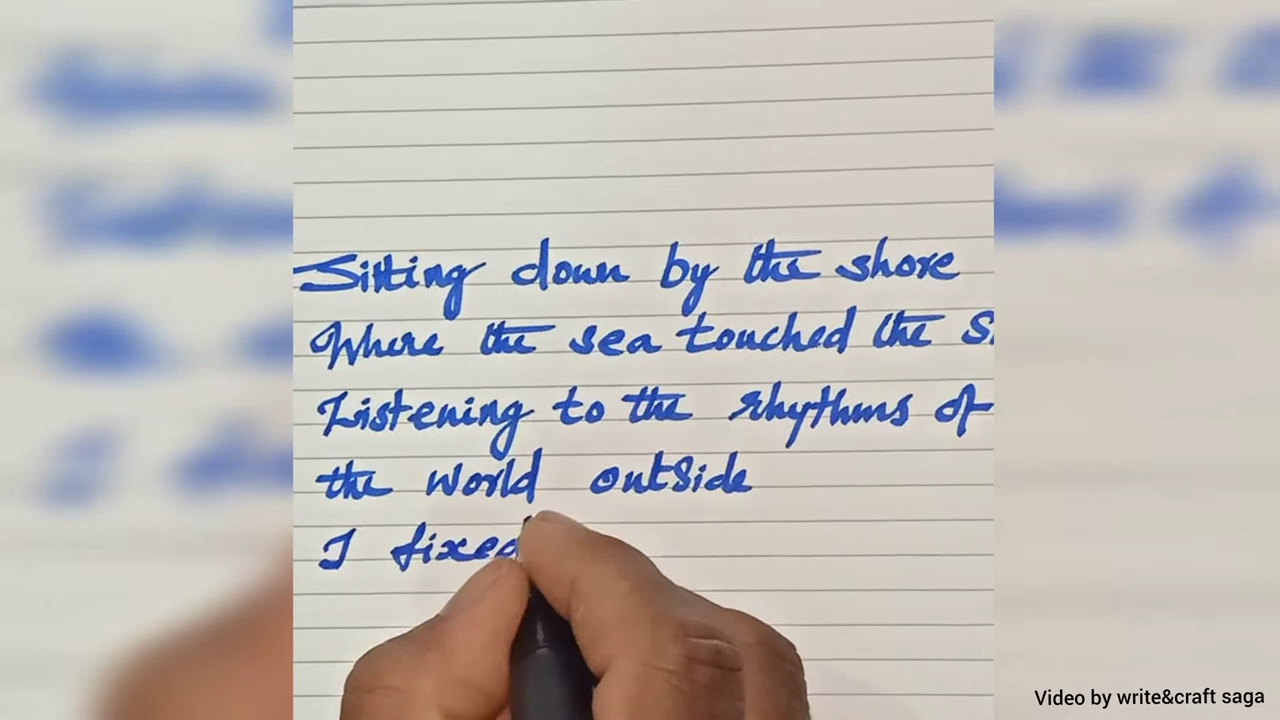 Sitting down by the shore
Where the sea touched the
Listening to the rhythms of
the world outside
I fixed
Video by write&craft saga